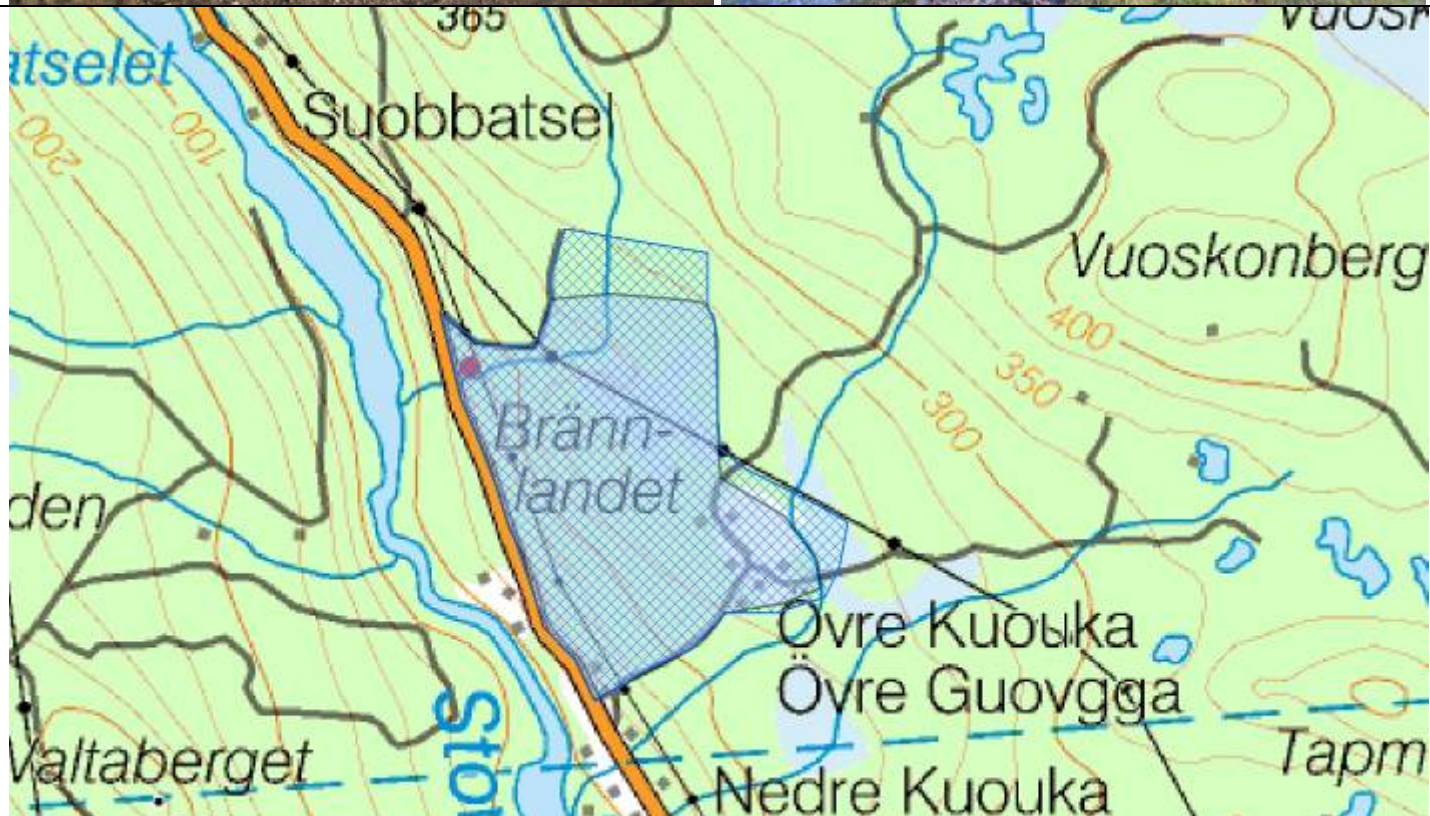 365
atselet
Suobbatsel
200
100
Vuoskonberg
400
350
300
Bränn-
landet
den
Övre Kuouka
Övre Guovgga
Stor
Valtaberget
Tapm
Nedre Kuouka